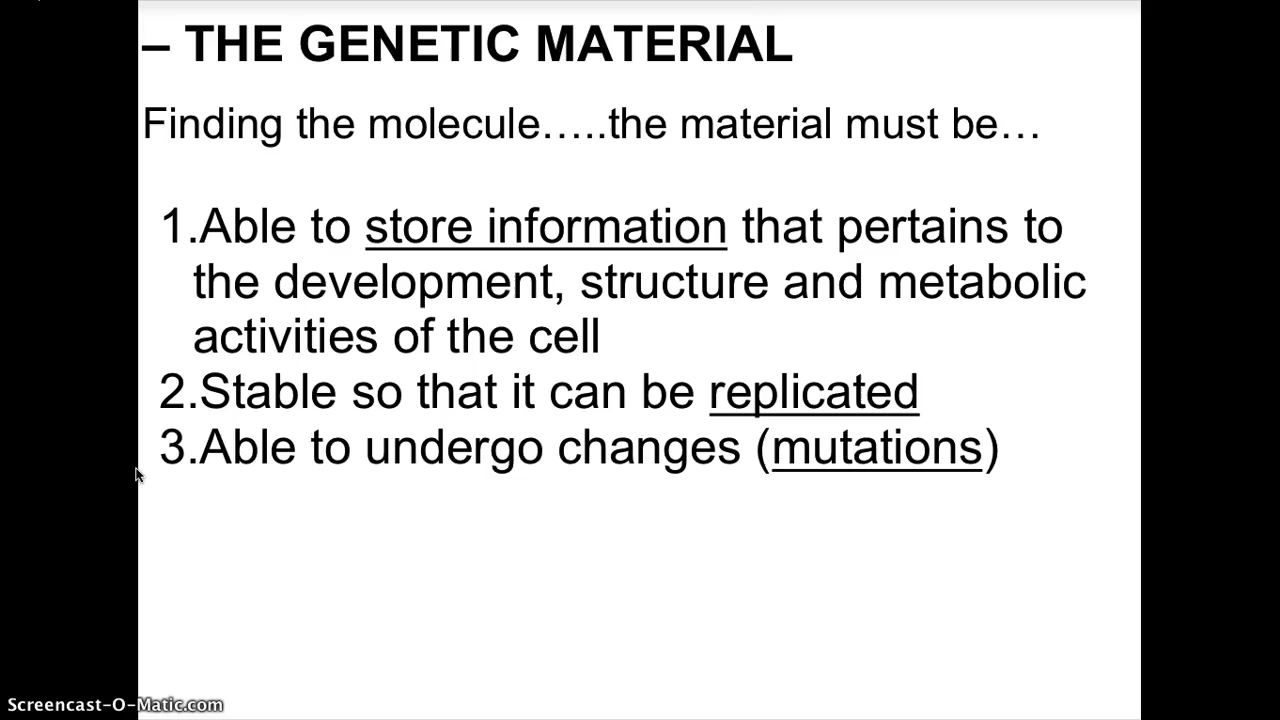 – THE GENETIC MATERIAL
Finding the molecule…..the material must be…
1.Able to store information that pertains to
the development, structure and metabolic
activities of the cell
2.Stable so that it can be replicated
3.Able to undergo changes (mutations)
Screencast-O-Matic.com